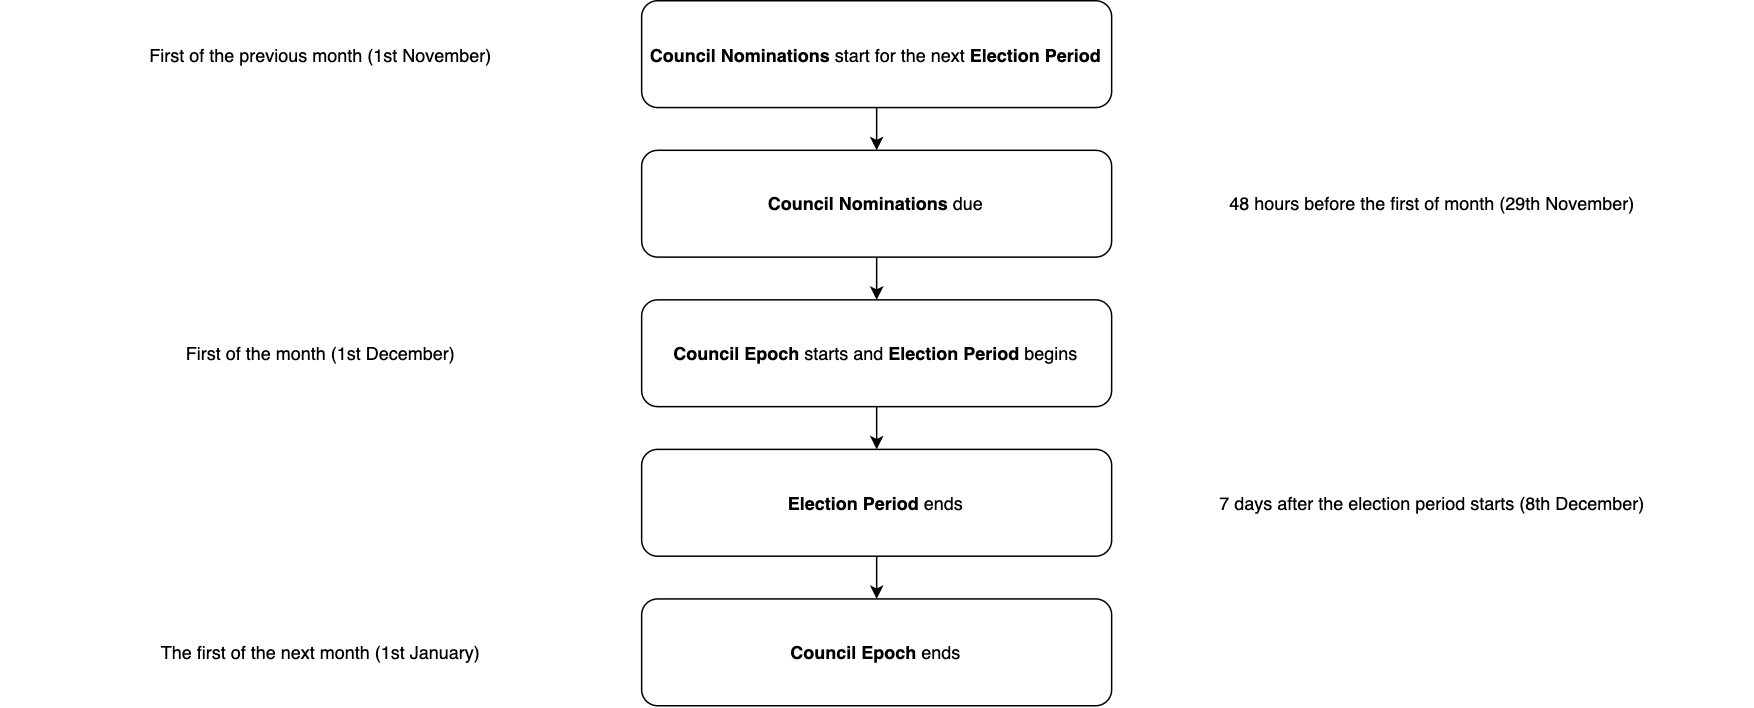 First of the previous month (1st November)
Council Nominations start for the next Election Period
Council Nominations due
48 hours before the first of month (29th November)
First of the month (1st December)
Council Epoch starts and Election Period begins
Election Period ends
7 days after the election period starts (8th December)
The first of the next month (1st January)
Council Epoch ends